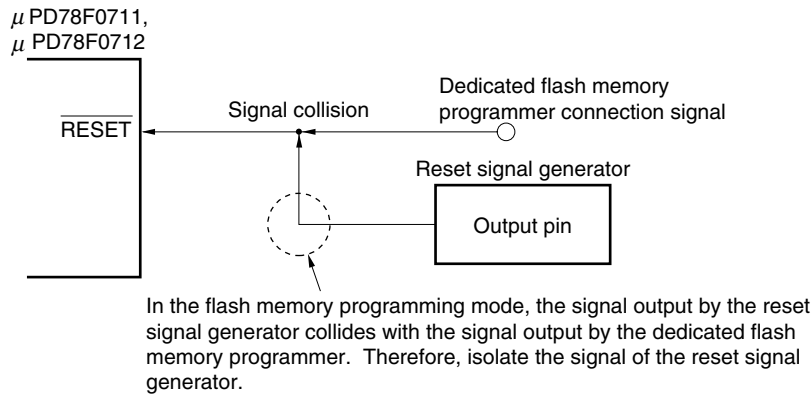 μ PD78F0711,
μ PD78F0712
RESET
Signal collision
Dedicated flash memory
programmer connection signal
Reset signal generator
Output pin
In the flash memory programming mode, the signal output by the reset
signal generator collides with the signal output by the dedicated flash
memory programmer.  Therefore, isolate the signal of the reset signal
generator.